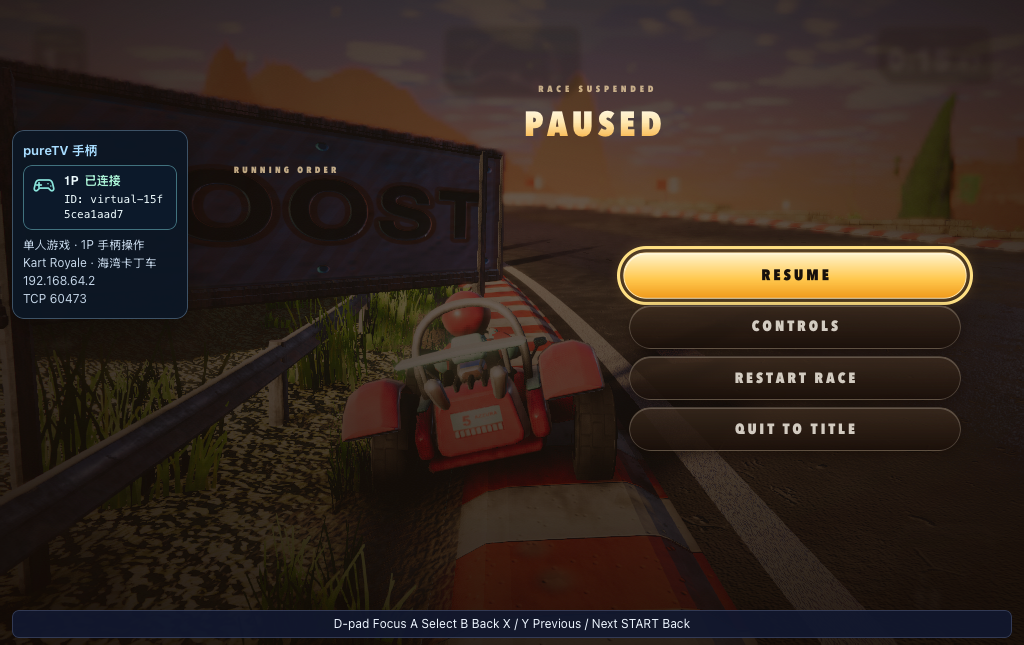 RACE SUSPENDED
PAUSED
pureTV 手柄
1P 已连接
ID: virtual-15f
5cea1aad7
单人游戏 · 1P 手柄操作
Kart Royale · 海湾卡丁车
192.168.64.2
TCP 60473
RUNNING ORDER
OOST
RESUME
CONTROLS
RESTART RACE
QUIT TO TITLE
5
D-pad Focus A Select B Back X / Y Previous / Next START Back